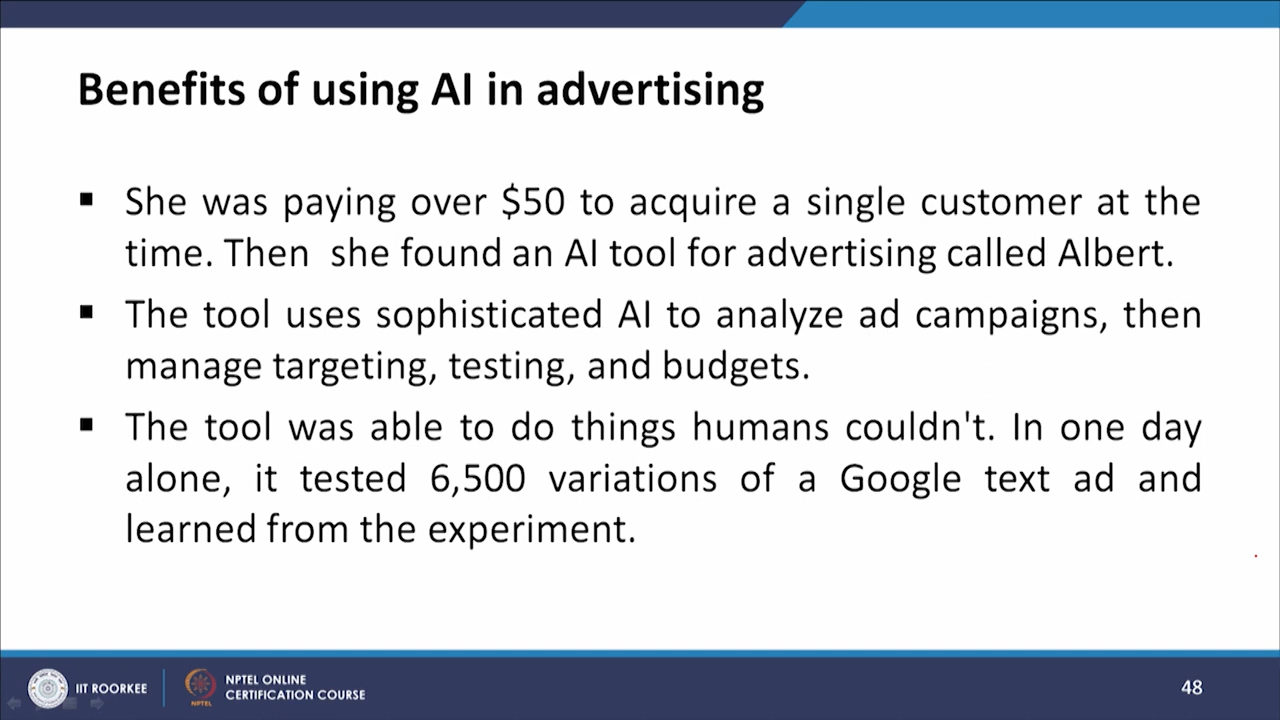 Benefits of using AI in advertising
She was paying over $50 to acquire a single customer at the
time. Then she found an AI tool for advertising called Albert.
The tool uses sophisticated AI to analyze ad campaigns, then
manage targeting, testing, and budgets.
The tool was able to do things humans couldn't. In one day
alone, it tested 6,500 variations of a Google text ad and
learned from the experiment.
IIT ROORKEE
NPTEL
NPTEL ONLINE
CERTIFICATION COURSE
48